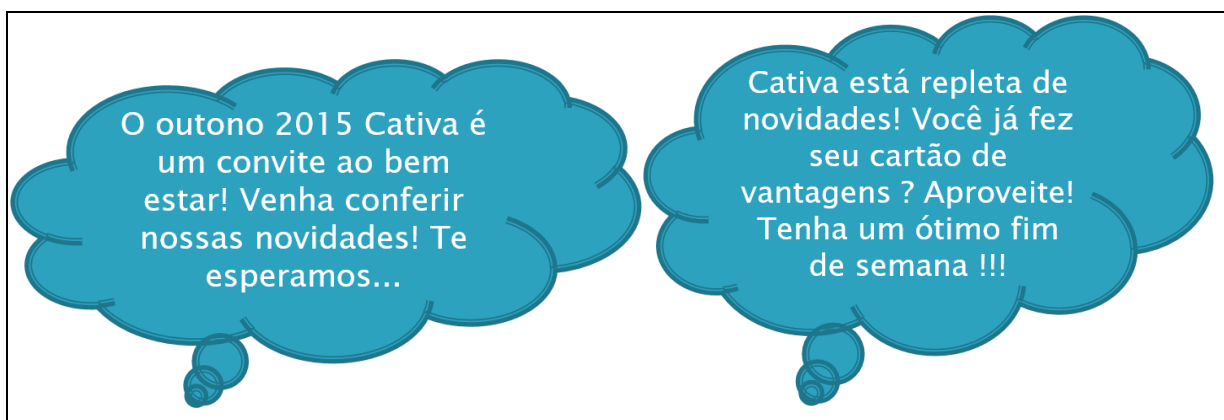 O outono 2015 Cativa é
um convite ao bem
estar! Venha conferir
nossas novidades! Te
esperamos...
Cativa está repleta de
novidades! Você já fez
seu cartão de
vantagens ? Aproveite!
Tenha um ótimo fim
de semana !!!